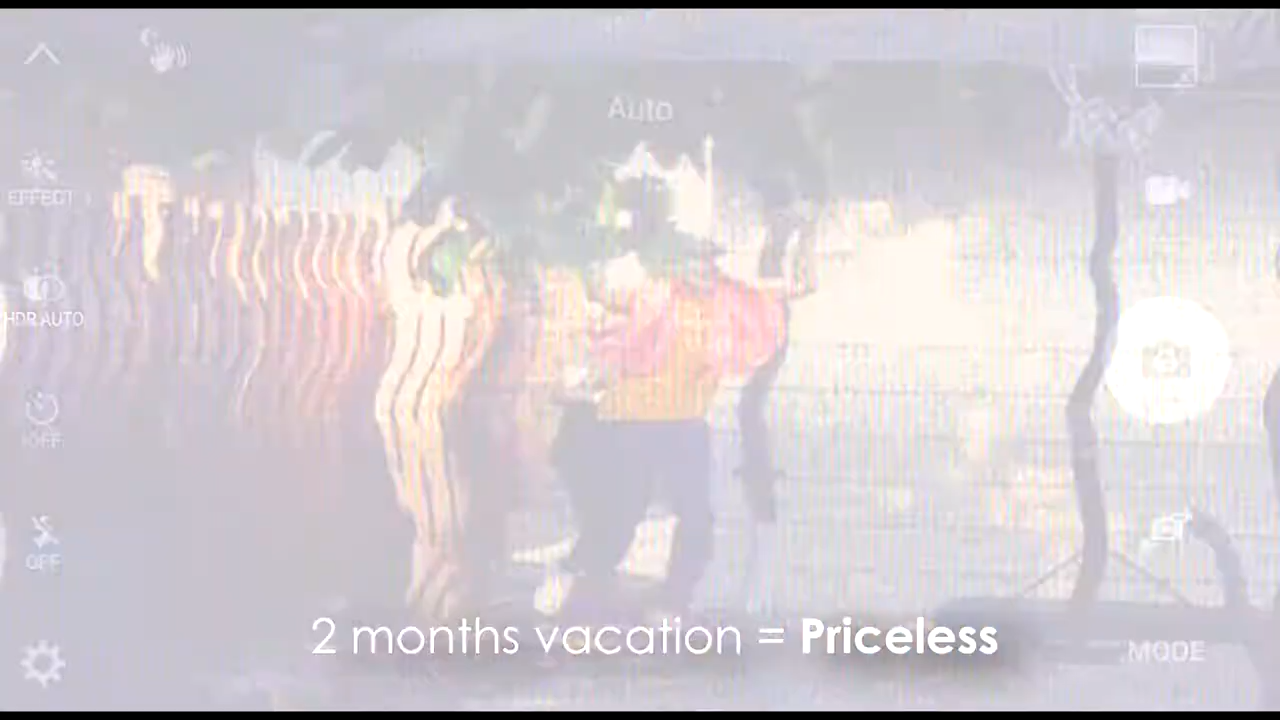 Auto
EFFECT
HDR AUTO
OFF
OFF
2 months vacation = Priceless
MODE